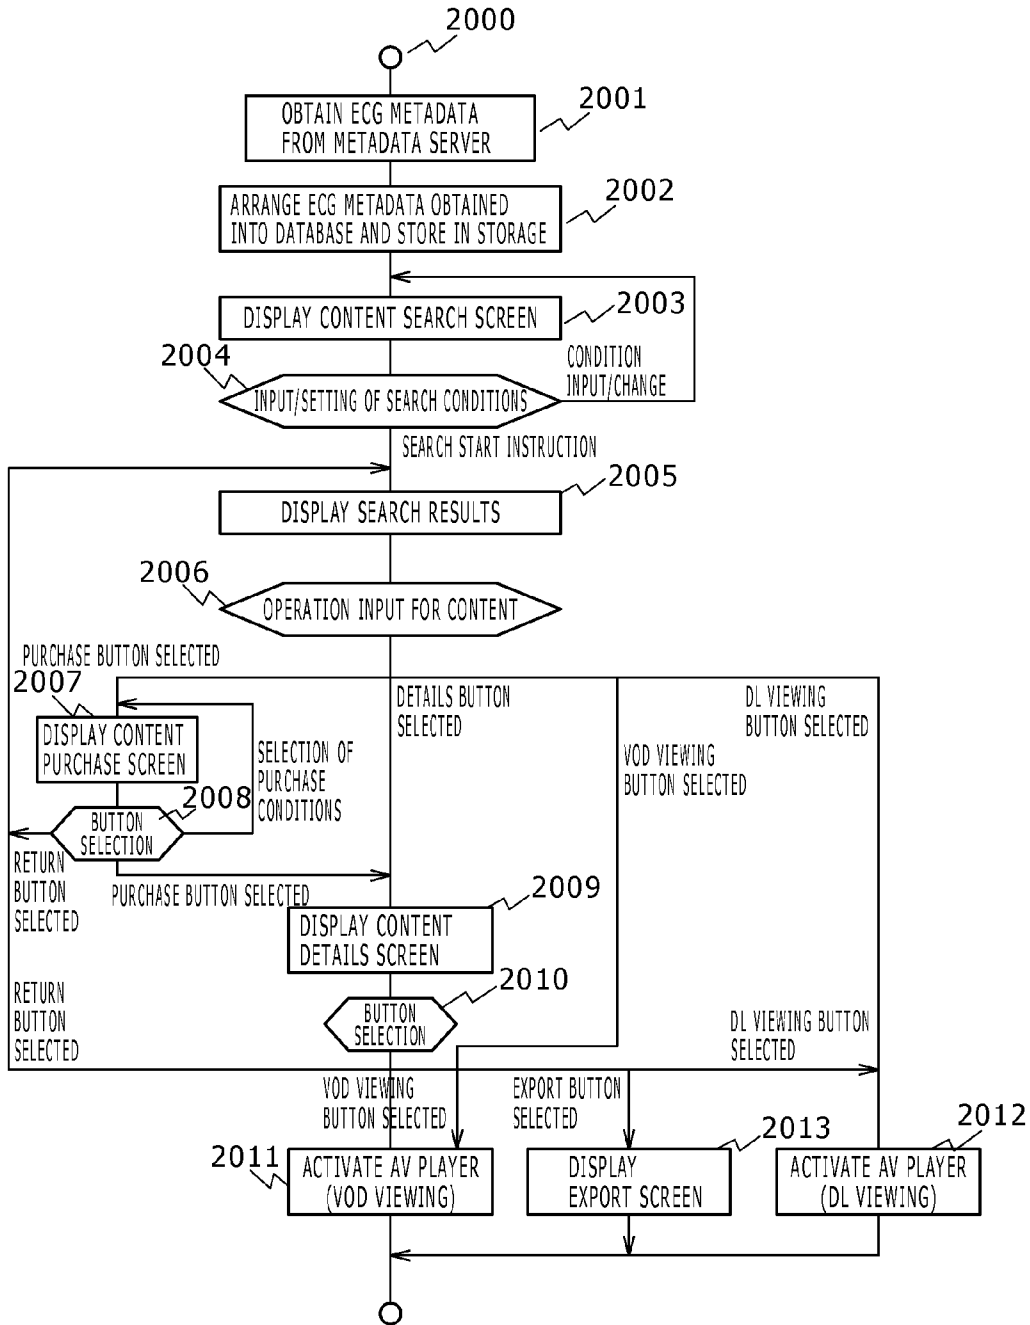 2000
OBTAIN ECG METADATA
FROM METADATA SERVER
2001
ARRANGE ECG METADATA OBTAINED
INTO DATABASE AND STORE IN STORAGE
2002
DISPLAY CONTENT SEARCH SCREEN
2003
2004
INPUT/SETTING OF SEARCH CONDITIONS
CONDITION
INPUT/CHANGE
SEARCH START INSTRUCTION
2005
DISPLAY SEARCH RESULTS
2006
OPERATION INPUT FOR CONTENT
PURCHASE BUTTON SELECTED
2007
DISPLAY CONTENT
PURCHASE SCREEN
SELECTION OF
PURCHASE
CONDITIONS
DETAILS BUTTON
SELECTED
VOD VIEWING
BUTTON SELECTED
DL VIEWING
BUTTON SELECTED
2008
BUTTON
SELECTION
RETURN
BUTTON
SELECTED
PURCHASE BUTTON SELECTED
2009
DISPLAY CONTENT
DETAILS SCREEN
2010
BUTTON
SELECTION
RETURN
BUTTON
SELECTED
DL VIEWING BUTTON
SELECTED
VOD VIEWING
BUTTON SELECTED
EXPORT BUTTON
SELECTED
2011
ACTIVATE AV PLAYER
(VOD VIEWING)
2013
DISPLAY
EXPORT SCREEN
2012
ACTIVATE AV PLAYER
(DL VIEWING)